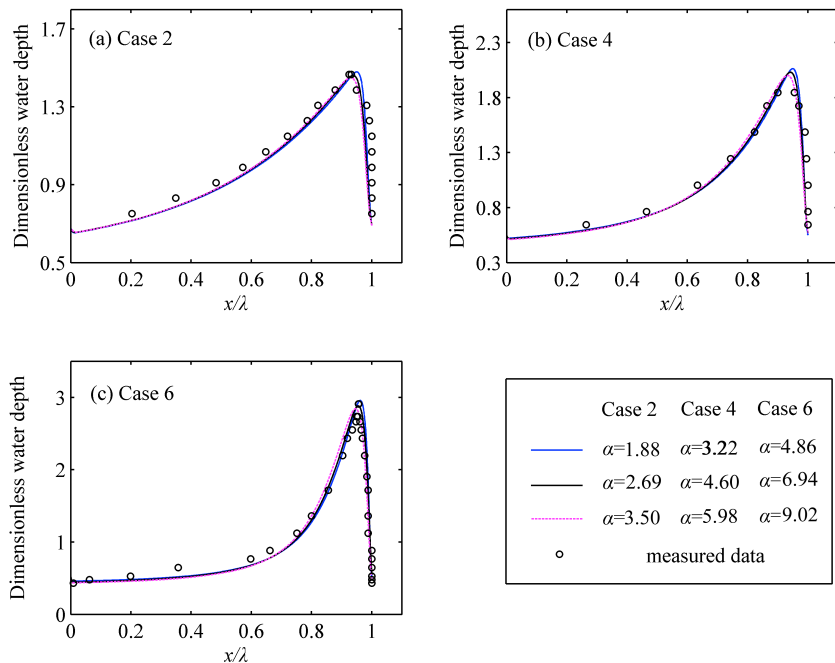 (a) Case 2
Dimensionless water depth
1.7
1.3
0.9
0.5
0 0.2 0.4 0.6 0.8 1
x/λ
(b) Case 4
Dimensionless water depth
2.3
1.8
1.3
0.8
0.3
0 0.2 0.4 0.6 0.8 1
x/λ
(c) Case 6
Dimensionless water depth
3
2
1
0
0 0.2 0.4 0.6 0.8 1
x/λ
Case 2 Case 4 Case 6
α=1.88 α=3.22 α=4.86
α=2.69 α=4.60 α=6.94
α=3.50 α=5.98 α=9.02
measured data